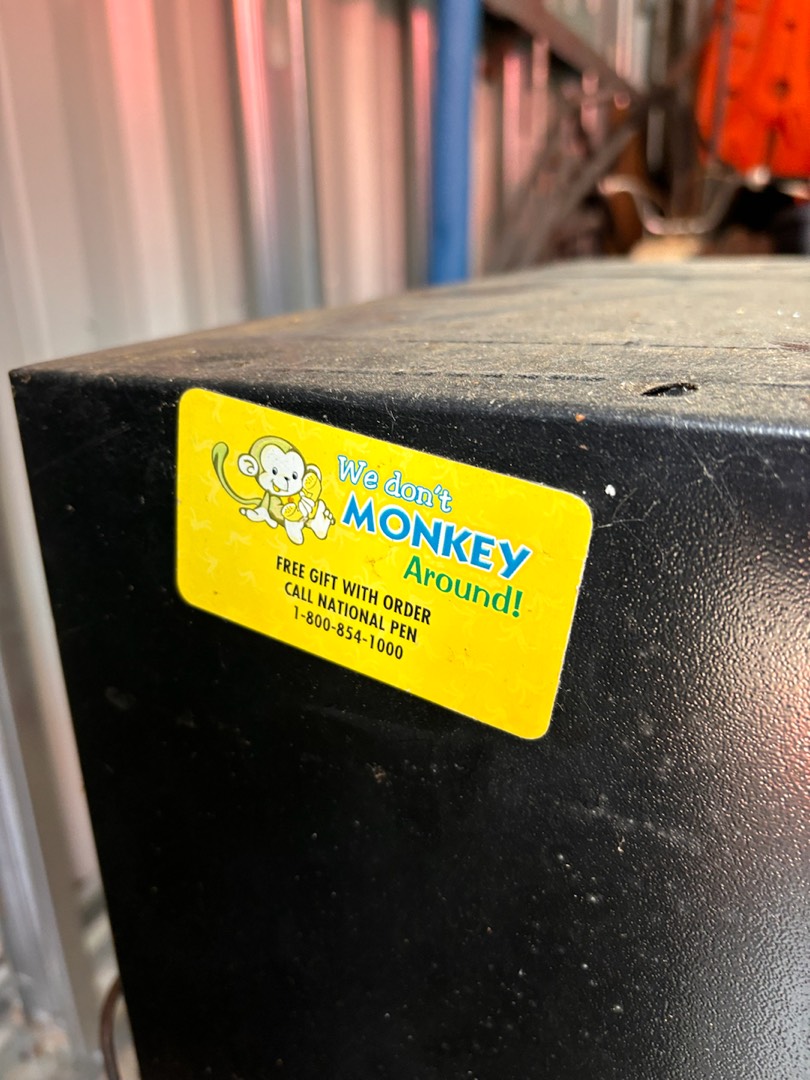 We don't
MONKEY
Around!
FREE GIFT WITH ORDER
CALL NATIONAL PEN
1-800-854-1000